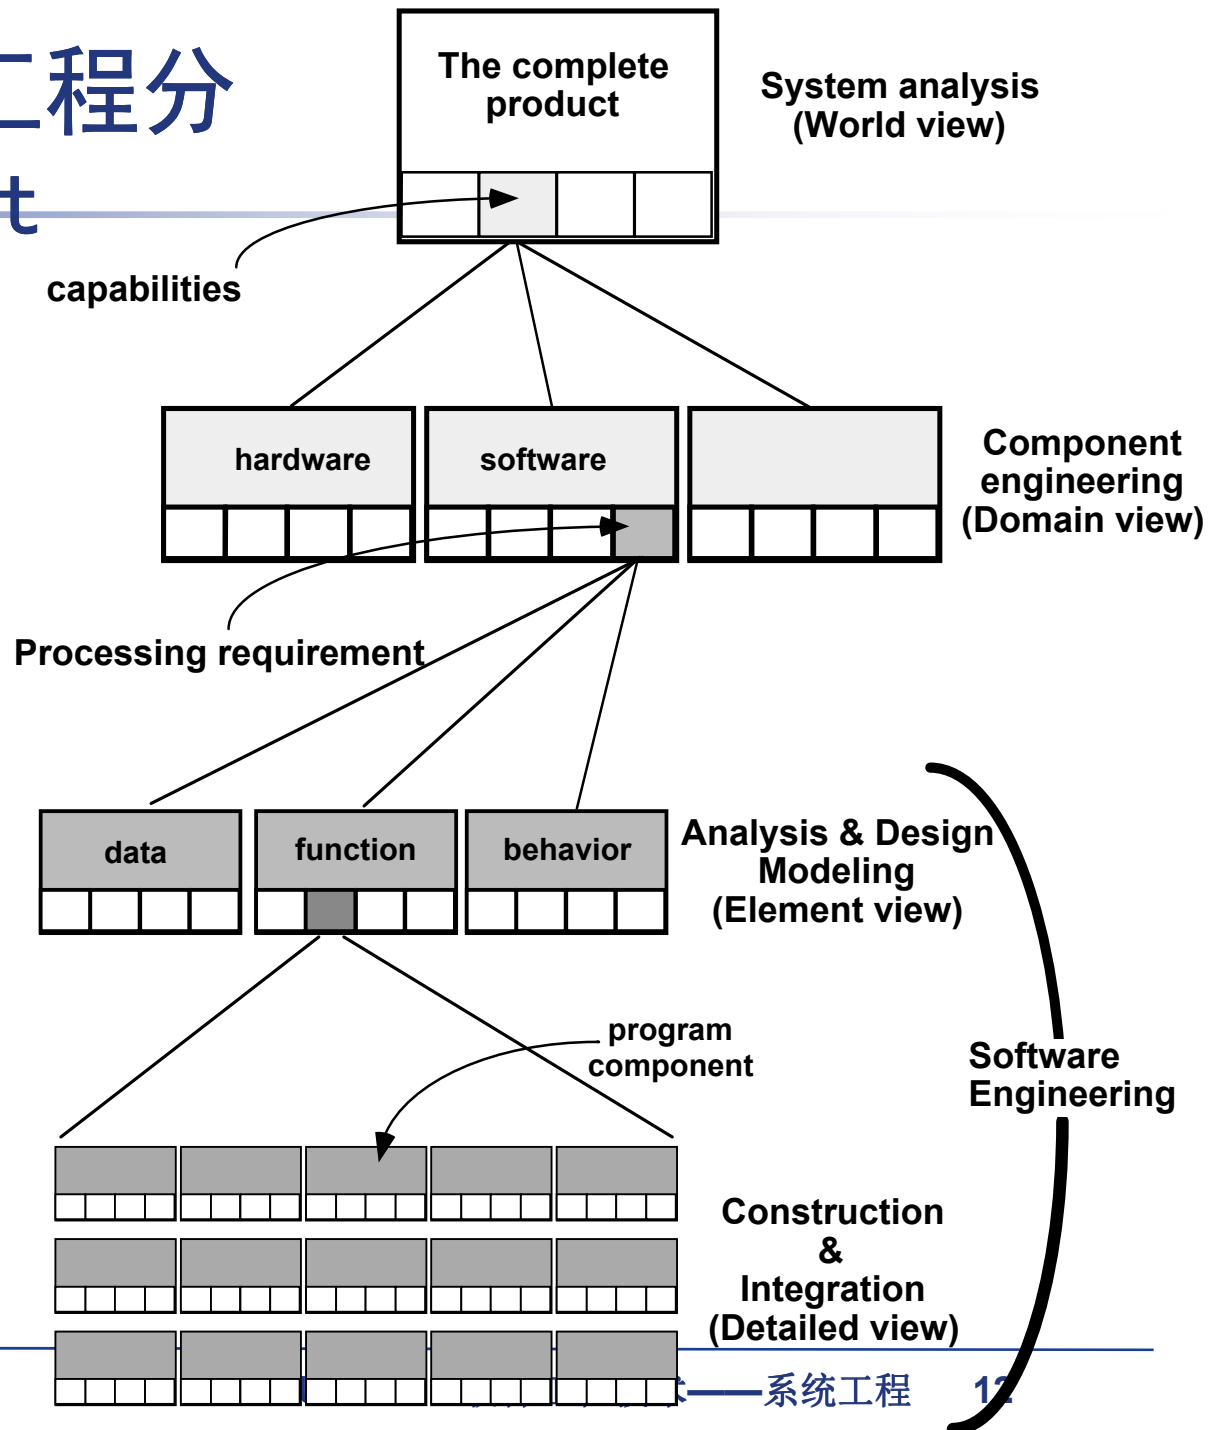 工程分
t
The complete
product
System analysis
(World view)
capabilities
hardware
software
Component
engineering
(Domain view)
Processing requirement
data
function
behavior
Analysis & Design
Modeling
(Element view)
program
component
Software
Engineering
Construction
&
Integration
(Detailed view)
——系统工程
12